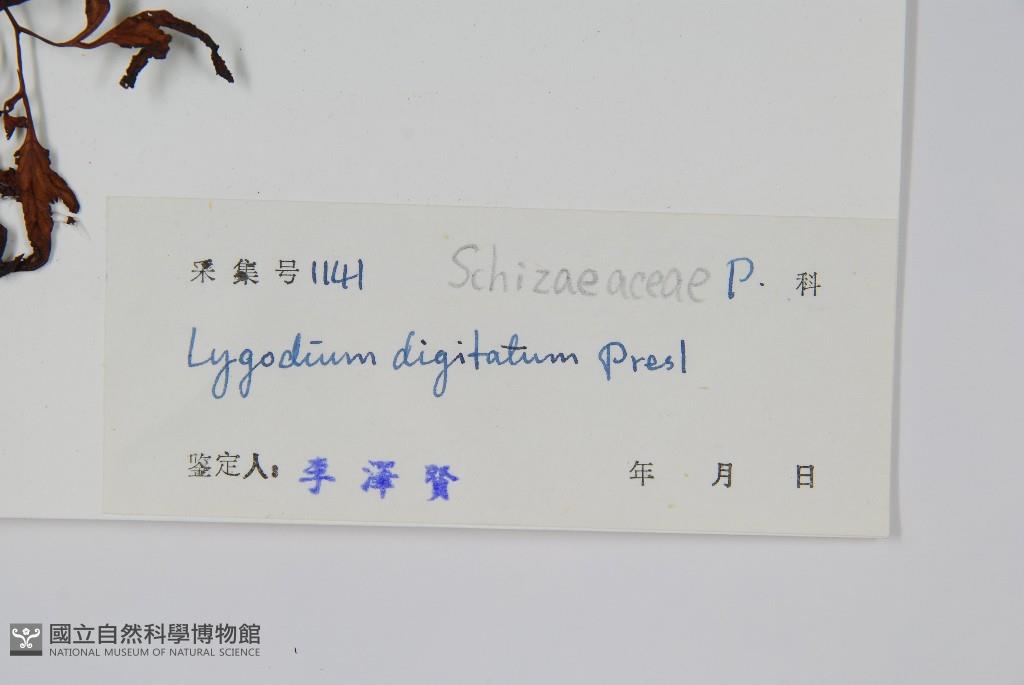 采集号 1141 Schizaeaceae P. 科
Lygodium digitatum Presl
鉴定人: 李澤賢
年 月 日
國立自然科學博物館
NATIONAL MUSEUM OF NATURAL SCIENCE